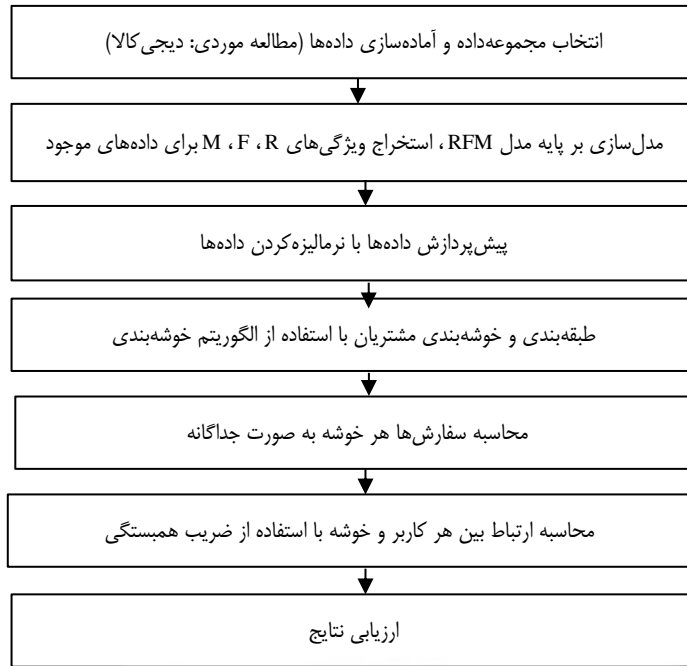 انتخاب مجموعه‌داده و آماده‌سازی داده‌ها (مطالعه موردی: دیجی‌کالا)
مدل‌سازی بر پایه مدل RFM، استخراج ویژگی‌های M ، F ، R برای داده‌های موجود
پیش‌پردازش داده‌ها با نرمالیزه‌کردن داده‌ها
طبقه‌بندی و خوشه‌بندی مشتریان با استفاده از الگوریتم خوشه‌بندی
محاسبه سفارش‌ها هر خوشه به صورت جداگانه
محاسبه ارتباط بین هر کاربر و خوشه با استفاده از ضریب همبستگی
ارزیابی نتایج